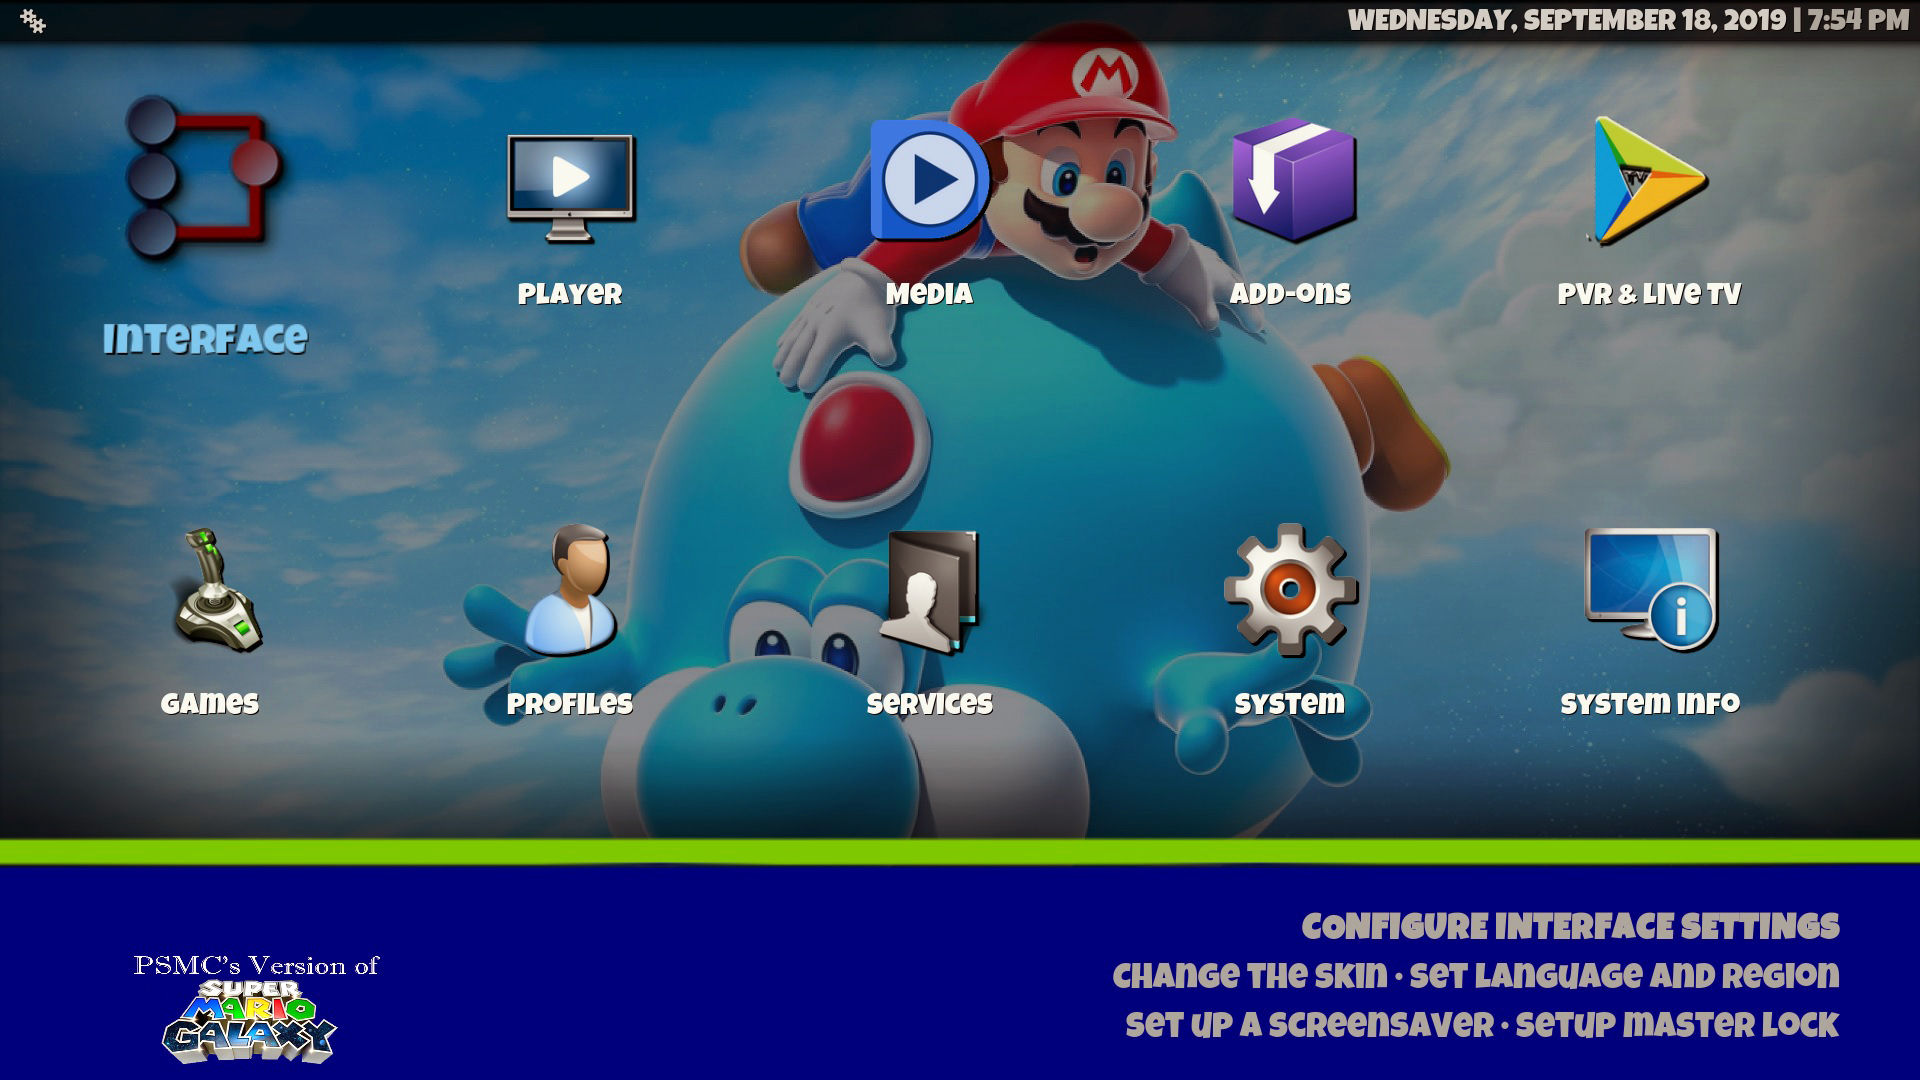 WEDNESDAY, SEPTEMBER 18, 2019 | 7:54 PM
M
TV
INTERFACE
PLAYER
MEDIA
ADD-ONS
PVR & LIVE TV
i
GAMES
PROFILES
SERVICES
SYSTEM
SYSTEM INFO
CONFIGURE INTERFACE SETTINGS
CHANGE THE SKIN · SET LANGUAGE AND REGION
SET UP A SCREENSAVER · SETUP MASTER LOCK
PSMC's Version of
SUPER
MARIO
GALAXY